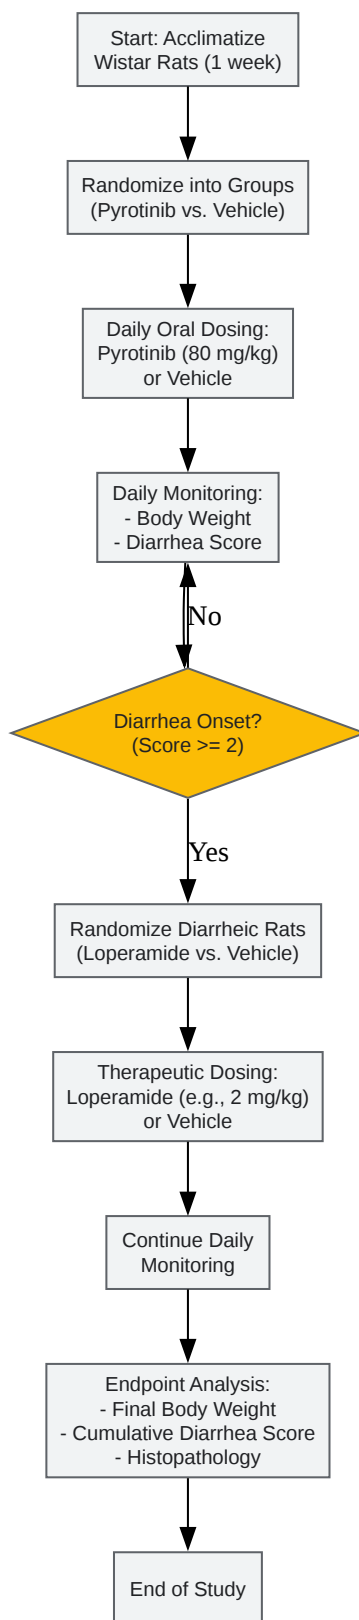 Start: Acclimatize
Wistar Rats (1 week)
Randomize into Groups
(Pyrotinib vs. Vehicle)
Daily Oral Dosing:
Pyrotinib (80 mg/kg)
or Vehicle
Daily Monitoring:
- Body Weight
- Diarrhea Score
No
Diarrhea Onset?
(Score >= 2)
Yes
Randomize Diarrheic Rats
(Loperamide vs. Vehicle)
Therapeutic Dosing:
Loperamide (e.g., 2 mg/kg)
or Vehicle
Continue Daily
Monitoring
Endpoint Analysis:
- Final Body Weight
- Cumulative Diarrhea Score
- Histopathology
End of Study